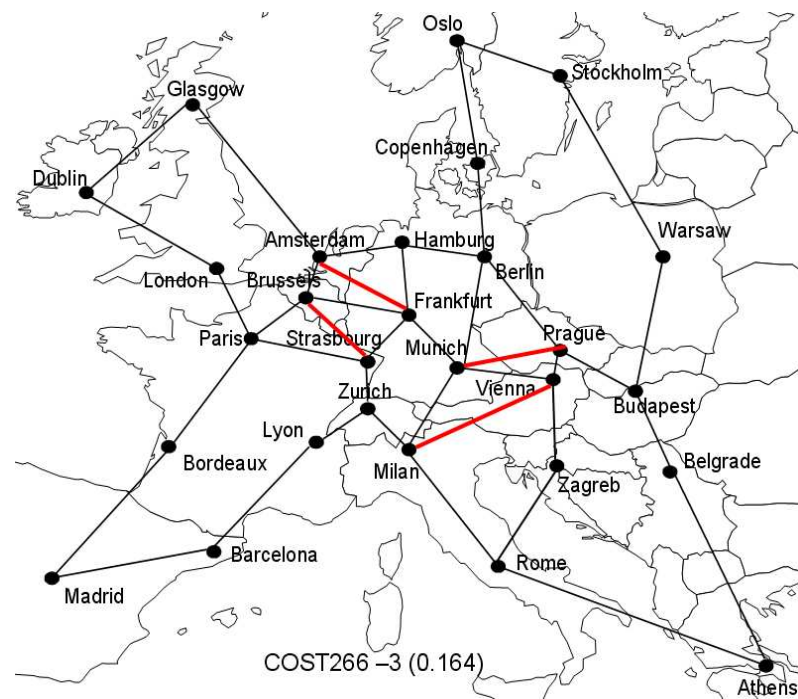 Oslo
Stockholm
Glasgow
Copenhagen
Dublin
Amsterdam
Hamburg
Warsaw
London
Brussels
Berlin
Frankfurt
Paris
Strasbourg
Munich
Prague
Zurich
Vienna
Budapest
Lyon
Bordeaux
Milan
Zagreb
Belgrade
Barcelona
Rome
Madrid
COST266 –3 (0.164)
Athens